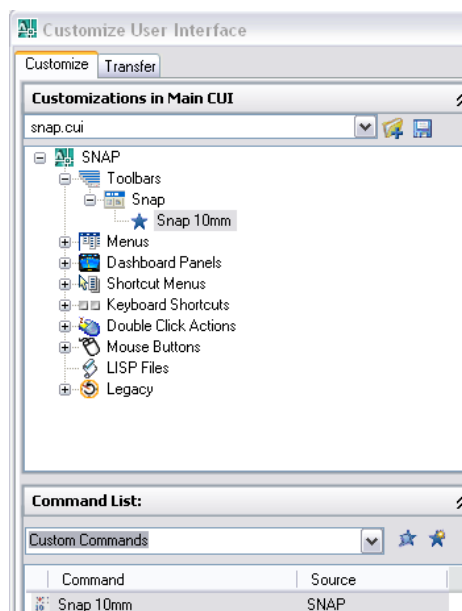 Customize User Interface
Customize Transfer
Customizations in Main CUI
snap.cui
SNAP
Toolbars
Snap
Snap 10mm
Menus
Dashboard Panels
Shortcut Menus
Keyboard Shortcuts
Double Click Actions
Mouse Buttons
LISP Files
Legacy
Command List:
Custom Commands
Command Source
Snap 10mm SNAP